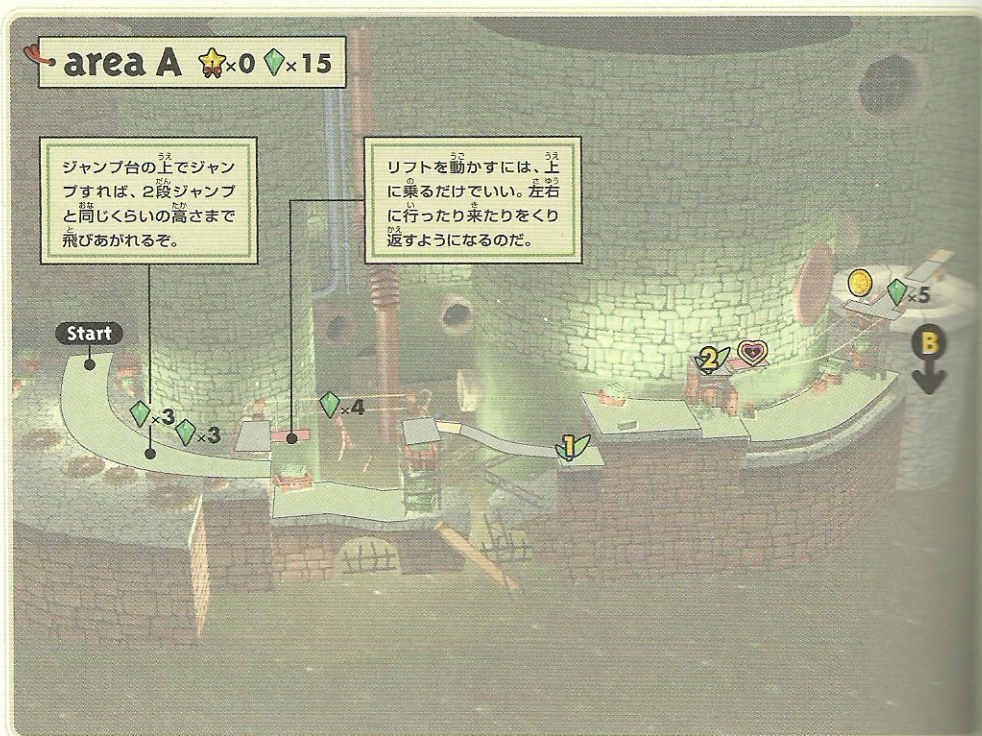 area A ×0 ×15
ジャンプ台の上でジャン
プすれば、2段ジャンプ
と同じくらいの高さまで
飛びあがれるぞ。
リフトを動かすには、上
に乗るだけでいい。左右
に行ったり来たりをくり
返すようになるのだ。
Start
×3
×3
×4
1
2
×5
B